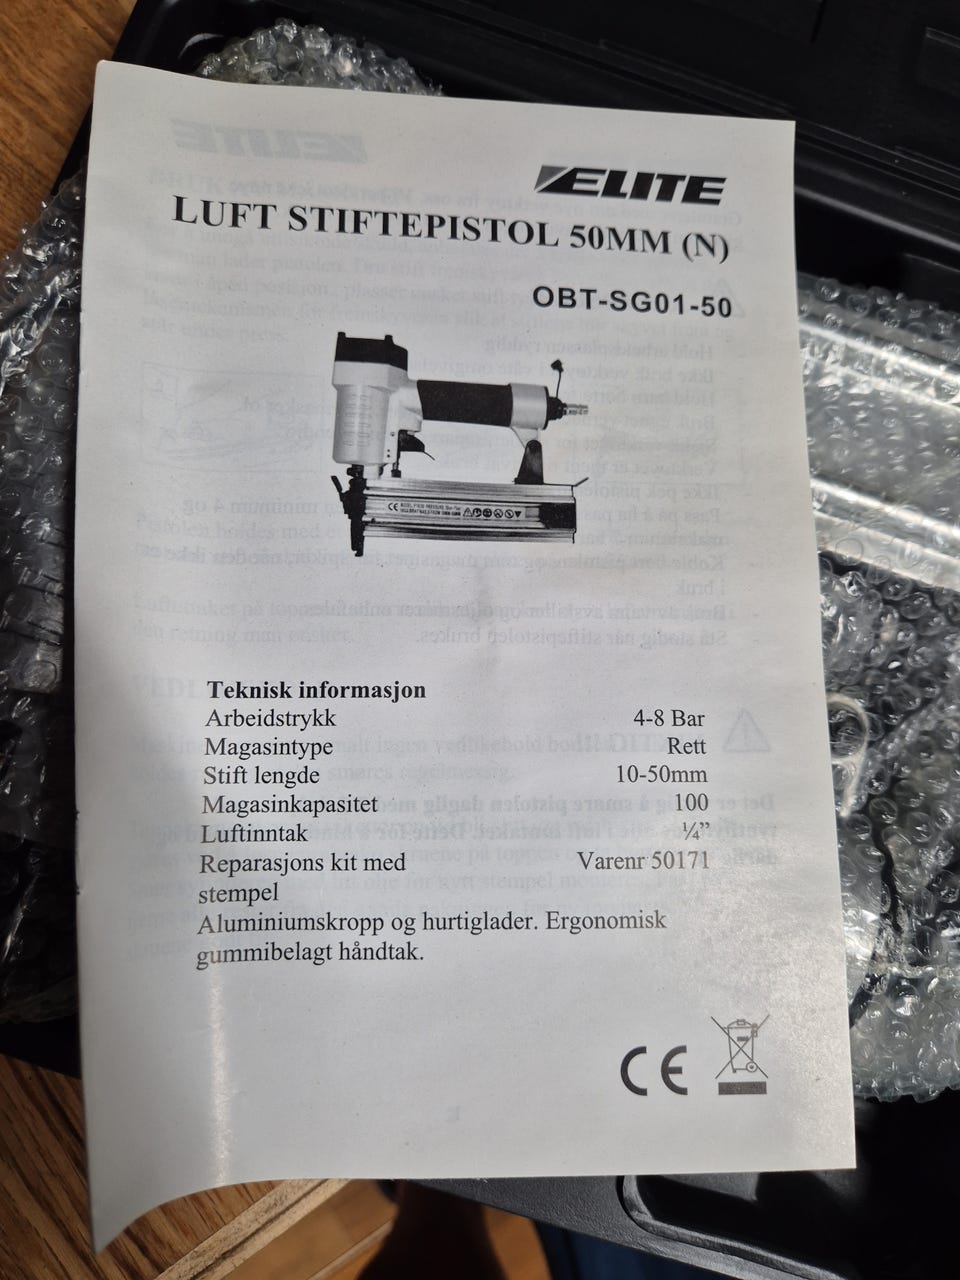 ELITE
LUFT STIFTEPISTOL 50MM (N)
OBT-SG01-50
CE
Teknisk informasjon
Arbeidstrykk 4-8 Bar
Magasintype Rett
Stift lengde 10-50mm
Magasinkapasitet 100
Luftinntak ¼”
Reparasjons kit med Varenr 50171
stempel
Aluminiumskropp og hurtiglader. Ergonomisk
gummibelagt håndtak.
CE